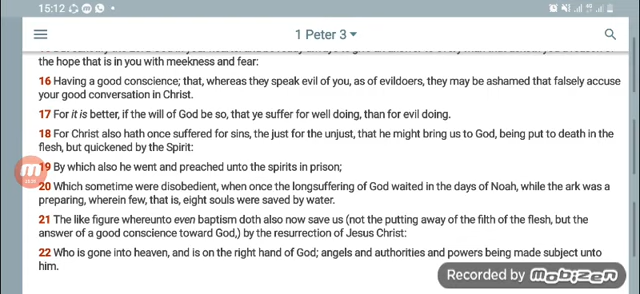 15:12
1 Peter 3
the hope that is in you with meekness and fear:
16 Having a good conscience; that, whereas they speak evil of you, as of evildoers, they may be ashamed that falsely accuse
your good conversation in Christ.
17 For it is better, if the will of God be so, that ye suffer for well doing, than for evil doing.
18 For Christ also hath once suffered for sins, the just for the unjust, that he might bring us to God, being put to death in the
flesh, but quickened by the Spirit:
19 By which also he went and preached unto the spirits in prison;
20 Which sometime were disobedient, when once the longsuffering of God waited in the days of Noah, while the ark was a
preparing, wherein few, that is, eight souls were saved by water.
21 The like figure whereunto even baptism doth also now save us (not the putting away of the filth of the flesh, but the
answer of a good conscience toward God,) by the resurrection of Jesus Christ:
22 Who is gone into heaven, and is on the right hand of God; angels and authorities and powers being made subject unto
him.
Recorded by Mobizen